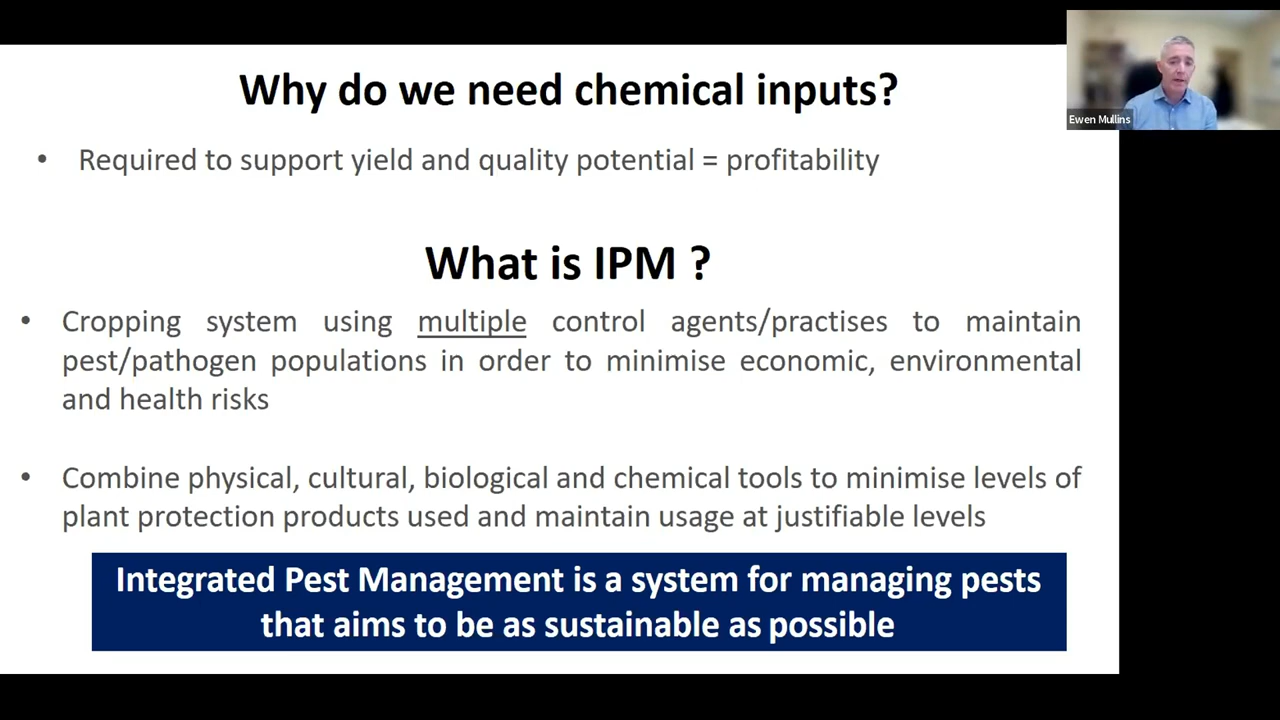 Why do we need chemical inputs?
Ewen Mullins
• Required to support yield and quality potential = profitability
What is IPM ?
• Cropping system using multiple control agents/practises to maintain
pest/pathogen populations in order to minimise economic, environmental
and health risks
• Combine physical, cultural, biological and chemical tools to minimise levels of
plant protection products used and maintain usage at justifiable levels
Integrated Pest Management is a system for managing pests
that aims to be as sustainable as possible